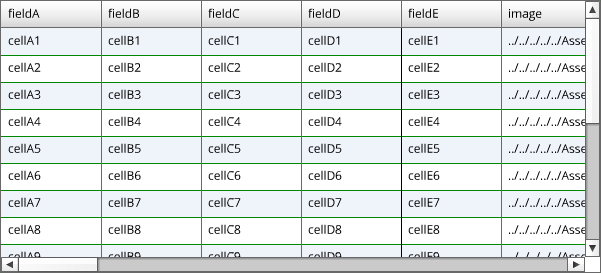 fieldA fieldB fieldC fieldD fieldE image
cellA1 cellB1 cellC1 cellD1 cellE1 ../../../../../Asse
cellA2 cellB2 cellC2 cellD2 cellE2 ../../../../../Asse
cellA3 cellB3 cellC3 cellD3 cellE3 ../../../../../Asse
cellA4 cellB4 cellC4 cellD4 cellE4 ../../../../../Asse
cellA5 cellB5 cellC5 cellD5 cellE5 ../../../../../Asse
cellA6 cellB6 cellC6 cellD6 cellE6 ../../../../../Asse
cellA7 cellB7 cellC7 cellD7 cellE7 ../../../../../Asse
cellA8 cellB8 cellC8 cellD8 cellE8 ../../../../../Asse
cellA9 cellB9 cellC9 cellD9 cellE9 ../../../../../Asse